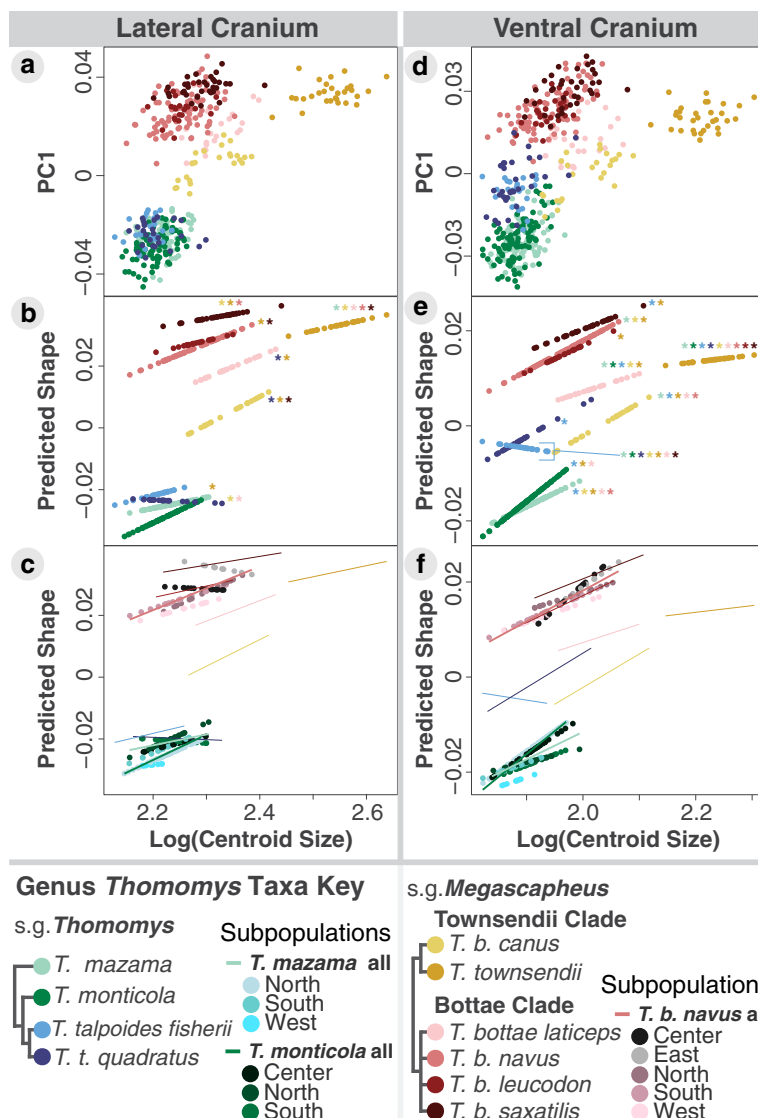 Lateral Cranium
Ventral Cranium
a
PC1
0.04
0
−0.04
d
PC1
0.03
0
−0.03
b
Predicted Shape
0.02
0
−0.02
e
Predicted Shape
0.02
0
−0.02
c
Predicted Shape
0.02
0
−0.02
2.2 2.4 2.6
Log(Centroid Size)
f
Predicted Shape
0.02
0
−0.02
2.0 2.2
Log(Centroid Size)
Genus Thomomys Taxa Key
s.g.Thomomys
T. mazama
T. monticola
T. talpoides fisherii
T. t. quadratus
Subpopulations
T. mazama all
North
South
West
T. monticola all
Center
North
South
s.g.Megascapheus
Townsendii Clade
T. b. canus
T. townsendii
Bottae Clade
T. bottae laticeps
T. b. navus
T. b. leucodon
T. b. saxatilis
Subpopulation
T. b. navus a
Center
East
North
South
West